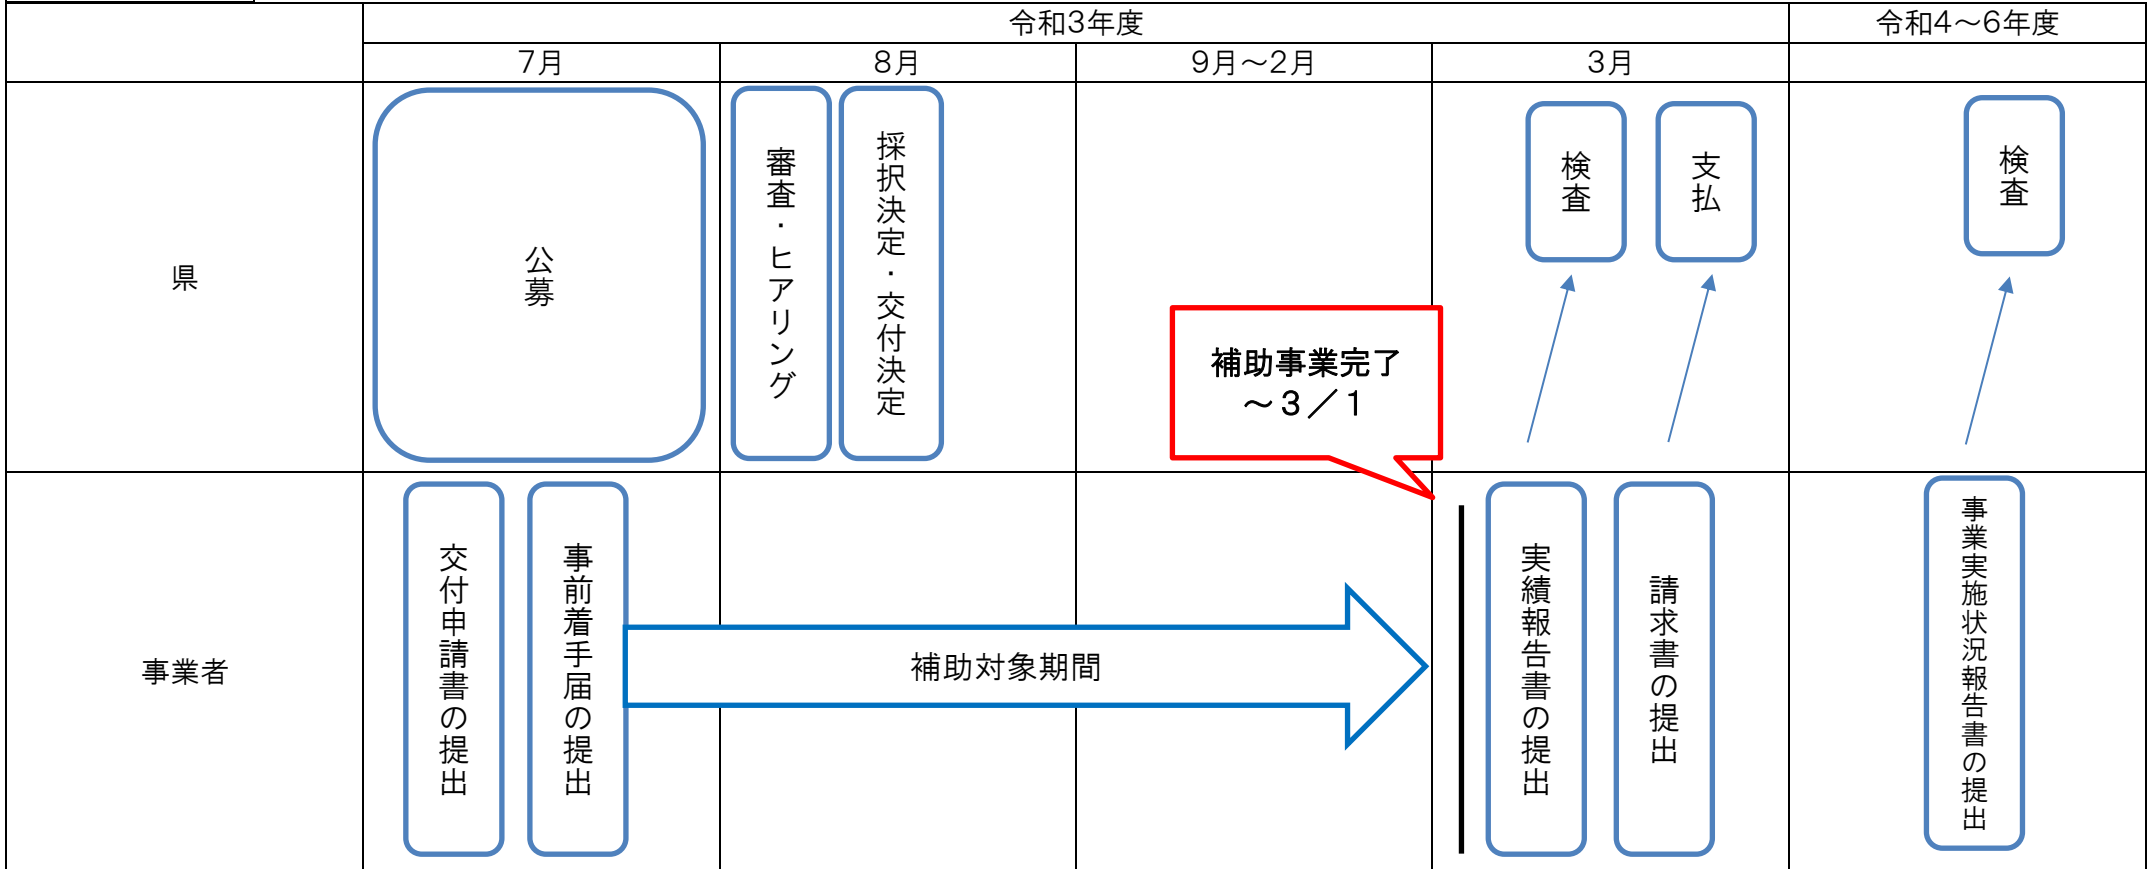 令和3年度
令和4～6年度
7月
8月
9月～2月
3月
県
公募
審査・ヒアリング
採択決定・交付決定
検査
支払
検査
補助事業完了
～3／1
事業者
交付申請書の提出
事前着手届の提出
補助対象期間
実績報告書の提出
請求書の提出
事業実施状況報告書の提出